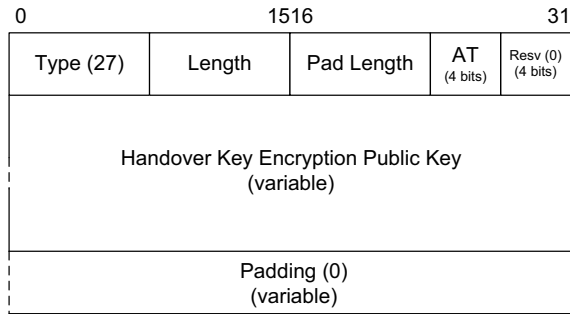 0 1516 31
Type (27) Length Pad Length AT (4 bits) Resv (0) (4 bits)
Handover Key Encryption Public Key
(variable)
Padding (0)
(variable)